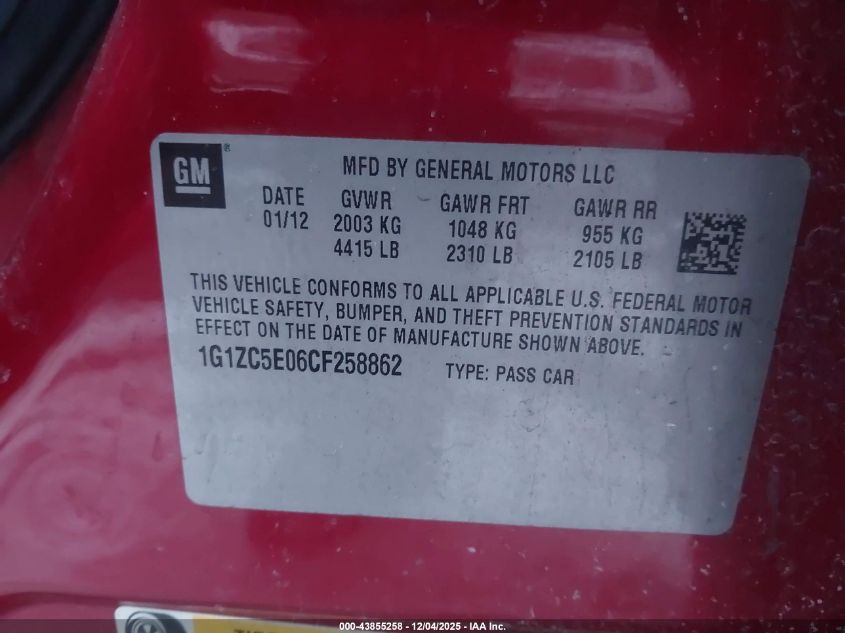 GM®
MFD BY GENERAL MOTORS LLC
DATE GVWR GAWR FRT GAWR RR
01/12 2003 KG 1048 KG 955 KG
4415 LB 2310 LB 2105 LB
THIS VEHICLE CONFORMS TO ALL APPLICABLE U.S. FEDERAL MOTOR
VEHICLE SAFETY, BUMPER, AND THEFT PREVENTION STANDARDS IN
EFFECT ON THE DATE OF MANUFACTURE SHOWN ABOVE.
1G1ZC5E06CF258862 TYPE: PASS CAR
000-43855258 - 12/04/2025 - IAA Inc.